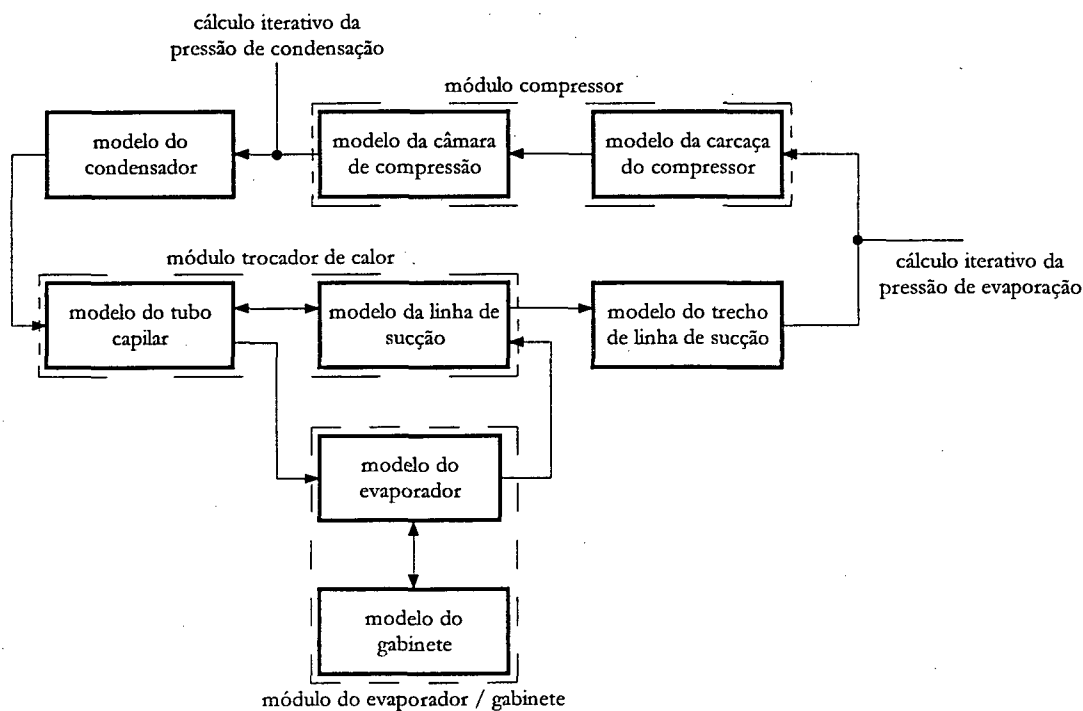 cálculo iterativo da
pressão de condensação
módulo compressor
modelo do
condensador
modelo da câmara
de compressão
modelo da carcaça
do compressor
cálculo iterativo da
pressão de evaporação
módulo trocador de calor
modelo do tubo
capilar
modelo da linha de
sucção
modelo do trecho
de linha de sucção
modelo do
evaporador
modelo do
gabinete
módulo do evaporador / gabinete